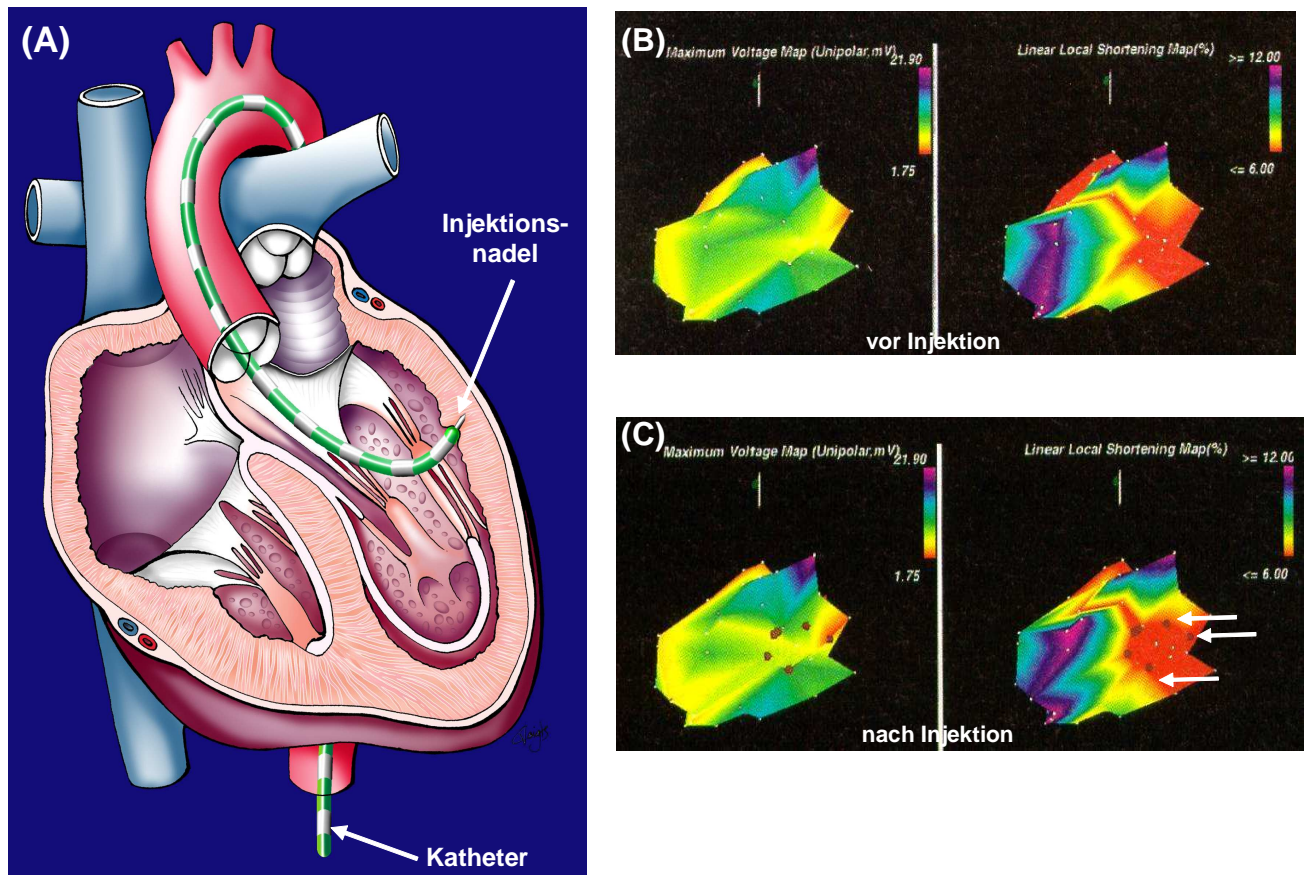 (A)
Injektions-
nadel
Katheter
(B)
Maximum Voltage Map (Unipolar,mV)
21.90
1.75
Linear Local Shortening Map(%)
>= 12.00
<= 6.00
vor Injektion
(C)
Maximum Voltage Map (Unipolar,mV)
21.90
1.75
Linear Local Shortening Map(%)
>= 12.00
<= 6.00
nach Injektion